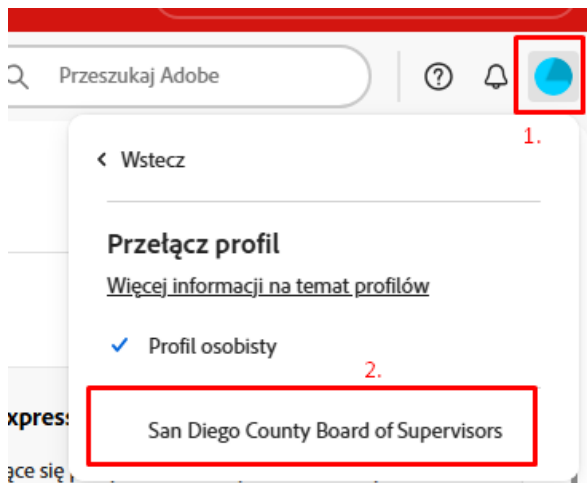 Przeszukaj Adobe
1.
Wstecz
Przełącz profil
Więcej informacji na temat profilów
Profil osobisty
2.
San Diego County Board of Supervisors
xpress
ące się